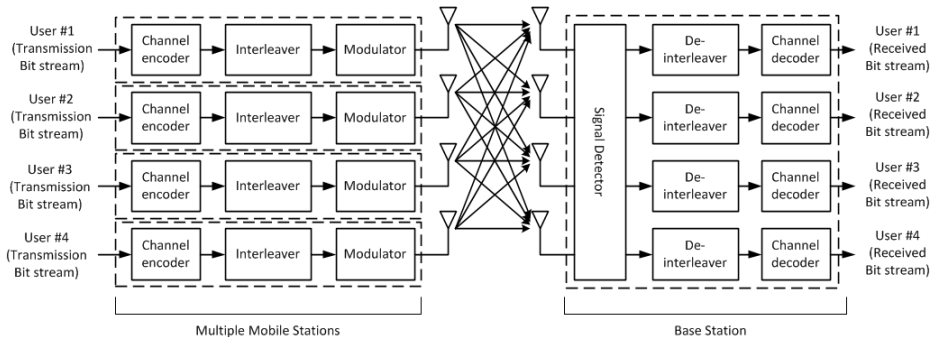 User #1
(Transmission
Bit stream)
Channel
encoder
Interleaver
Modulator
User #2
(Transmission
Bit stream)
Channel
encoder
Interleaver
Modulator
User #3
(Transmission
Bit stream)
Channel
encoder
Interleaver
Modulator
User #4
(Transmission
Bit stream)
Channel
encoder
Interleaver
Modulator
Multiple Mobile Stations
Signal Detector
De-
interleaver
Channel
decoder
User #1
(Received
Bit stream)
De-
interleaver
Channel
decoder
User #2
(Received
Bit stream)
De-
interleaver
Channel
decoder
User #3
(Received
Bit stream)
De-
interleaver
Channel
decoder
User #4
(Received
Bit stream)
Base Station